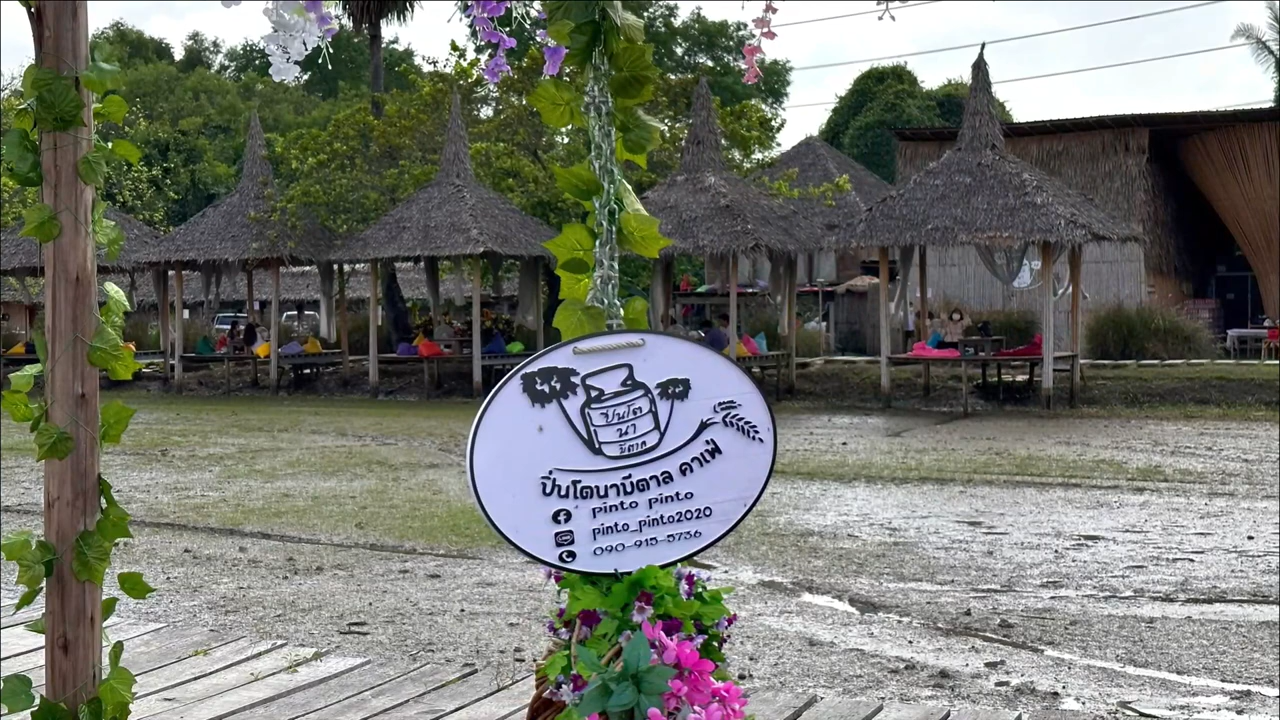 ปิ่นโต
นา
มีตาล
ปิ่นโตนามีตาล คาเฟ่
pinto pinto
LINE
pinto_pinto2020
090-915-5736